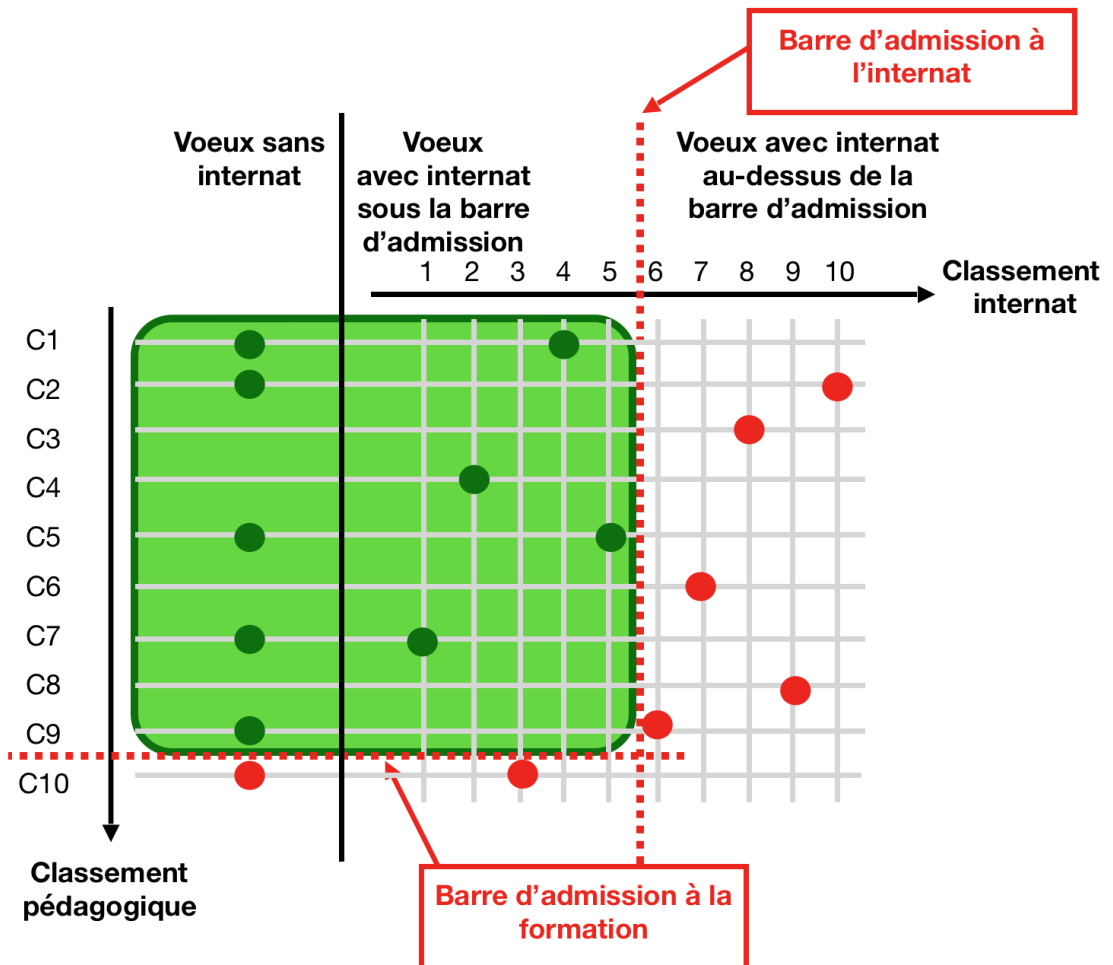 Barre d'admission à
l'internat
Voeux sans
internat
Voeux
avec internat
sous la barre
d'admission
Voeux avec internat
au-dessus de la
barre d'admission
1 2 3 4 5 6 7 8 9 10
Classement
internat
C1
C2
C3
C4
C5
C6
C7
C8
C9
C10
Classement
pédagogique
Barre d'admission à la
formation